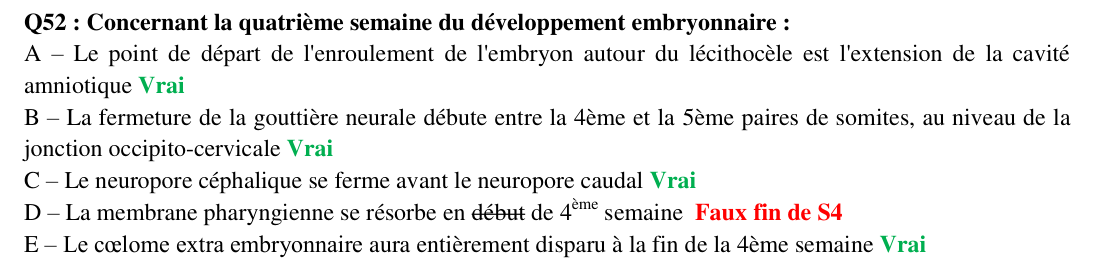 Q52 : Concernant la quatrième semaine du développement embryonnaire :
A – Le point de départ de l'enroulement de l'embryon autour du lécithocèle est l'extension de la cavité
amniotique Vrai
B – La fermeture de la gouttière neurale débute entre la 4ème et la 5ème paires de somites, au niveau de la
jonction occipito-cervicale Vrai
C – Le neuropore céphalique se ferme avant le neuropore caudal Vrai
D – La membrane pharyngienne se résorbe en début de 4ème semaine Faux fin de S4
E – Le cœlome extra embryonnaire aura entièrement disparu à la fin de la 4ème semaine Vrai